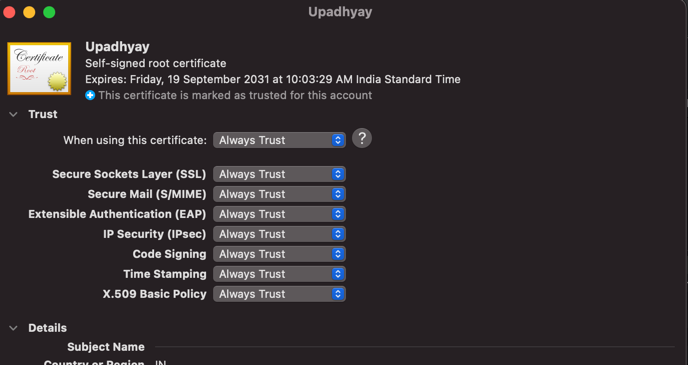 Upadhyay
Certificate
Root
Upadhyay
Self-signed root certificate
Expires: Friday, 19 September 2031 at 10:03:29 AM India Standard Time
This certificate is marked as trusted for this account
Trust
When using this certificate: Always Trust ?
Secure Sockets Layer (SSL) Always Trust
Secure Mail (S/MIME) Always Trust
Extensible Authentication (EAP) Always Trust
IP Security (IPsec) Always Trust
Code Signing Always Trust
Time Stamping Always Trust
X.509 Basic Policy Always Trust
Details
Subject Name
Country or Region IN